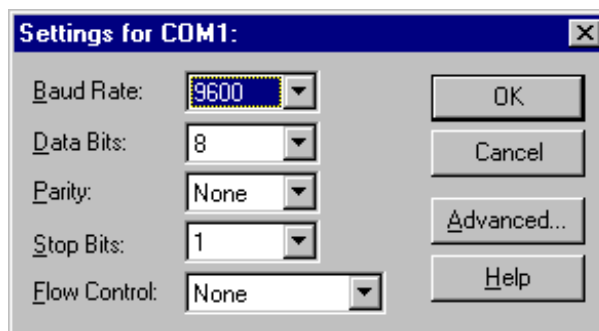 Settings for COM1:
Baud Rate: 9600
Data Bits: 8
Parity: None
Stop Bits: 1
Flow Control: None
OK
Cancel
Advanced...
Help